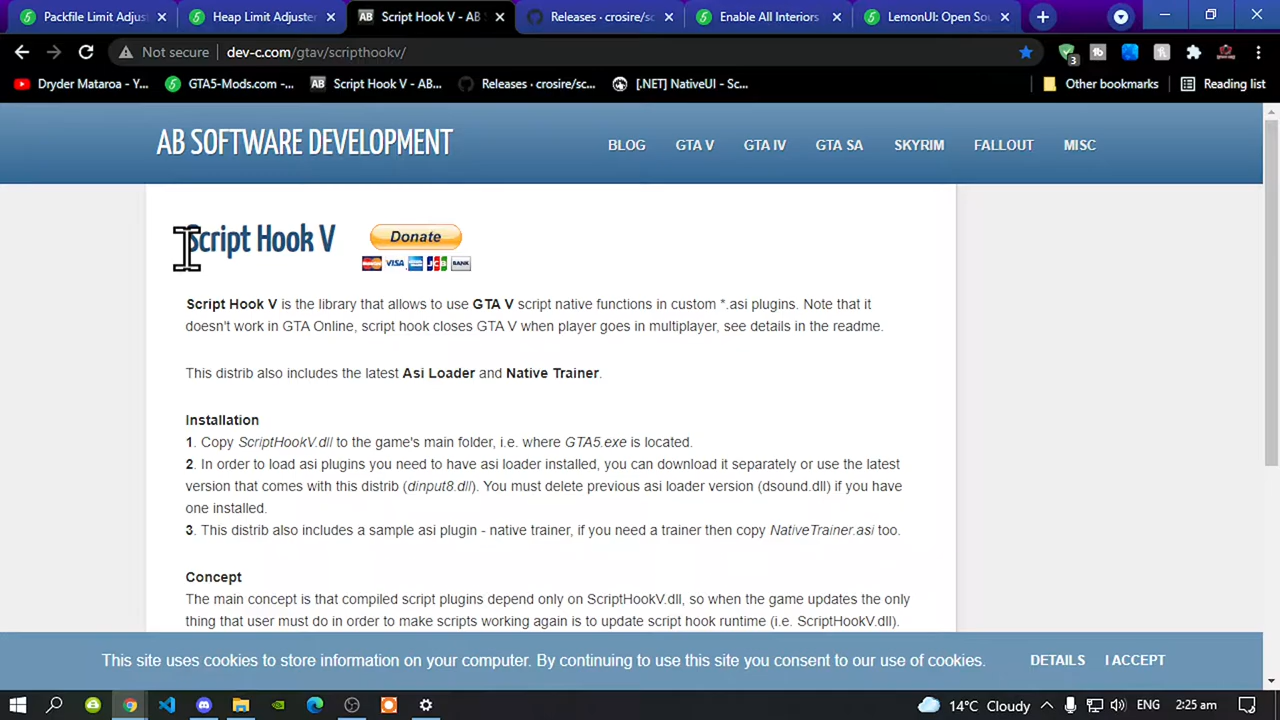 Packfile Limit Adjust
Heap Limit Adjuster
AB Script Hook V - AB S
Releases · crosire/sc
Enable All Interiors
LemonUI: Open So
Not secure dev-c.com/gtav/scripthookv/
3
Dryder Mataroa - Y...
GTA5-Mods.com -...
AB Script Hook V - AB...
Releases · crosire/sc...
[.NET] NativeUI - Sc...
Other bookmarks
Reading list
AB SOFTWARE DEVELOPMENT
BLOG GTA V GTA IV GTA SA SKYRIM FALLOUT MISC
Script Hook V
Donate
VISA JCB BANK
Script Hook V is the library that allows to use GTA V script native functions in custom *.asi plugins. Note that it
doesn't work in GTA Online, script hook closes GTA V when player goes in multiplayer, see details in the readme.
This distrib also includes the latest Asi Loader and Native Trainer.
Installation
1. Copy ScriptHookV.dll to the game's main folder, i.e. where GTA5.exe is located.
2. In order to load asi plugins you need to have asi loader installed, you can download it separately or use the latest
version that comes with this distrib (dinput8.dll). You must delete previous asi loader version (dsound.dll) if you have
one installed.
3. This distrib also includes a sample asi plugin - native trainer, if you need a trainer then copy NativeTrainer.asi too.
Concept
The main concept is that compiled script plugins depend only on ScriptHookV.dll, so when the game updates the only
thing that user must do in order to make scripts working again is to update script hook runtime (i.e. ScriptHookV.dll).
This site uses cookies to store information on your computer. By continuing to use this site you consent to our use of cookies.
DETAILS I ACCEPT
14°C Cloudy
ENG
2:25 am